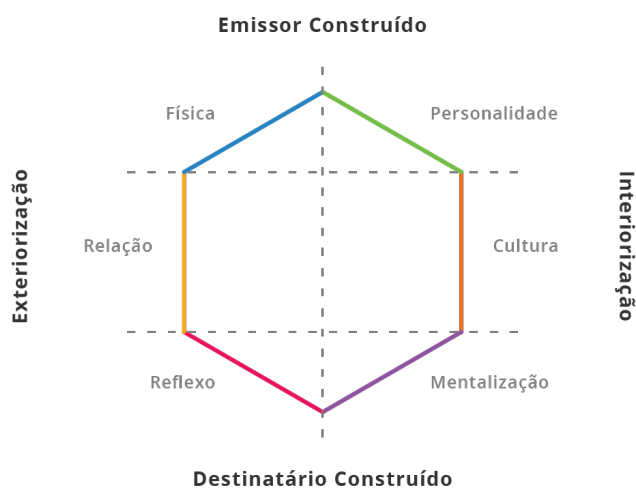 Emissor Construído
Física
Personalidade
Exteriorização
Interiorização
Relação
Cultura
Reflexo
Mentalização
Destinatário Construído